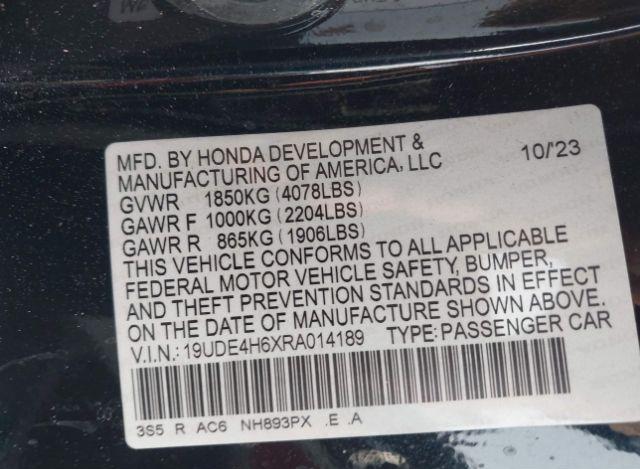 MFD. BY HONDA DEVELOPMENT & 10/'23
MANUFACTURING OF AMERICA, LLC
GVWR 1850KG (4078LBS)
GAWR F 1000KG (2204LBS)
GAWR R 865KG (1906LBS)
THIS VEHICLE CONFORMS TO ALL APPLICABLE
FEDERAL MOTOR VEHICLE SAFETY, BUMPER,
AND THEFT PREVENTION STANDARDS IN EFFECT
ON THE DATE OF MANUFACTURE SHOWN ABOVE.
V.I.N.: 19UDE4H6XRA014189 TYPE: PASSENGER CAR
3S5 R AC6 NH893PX .E .A